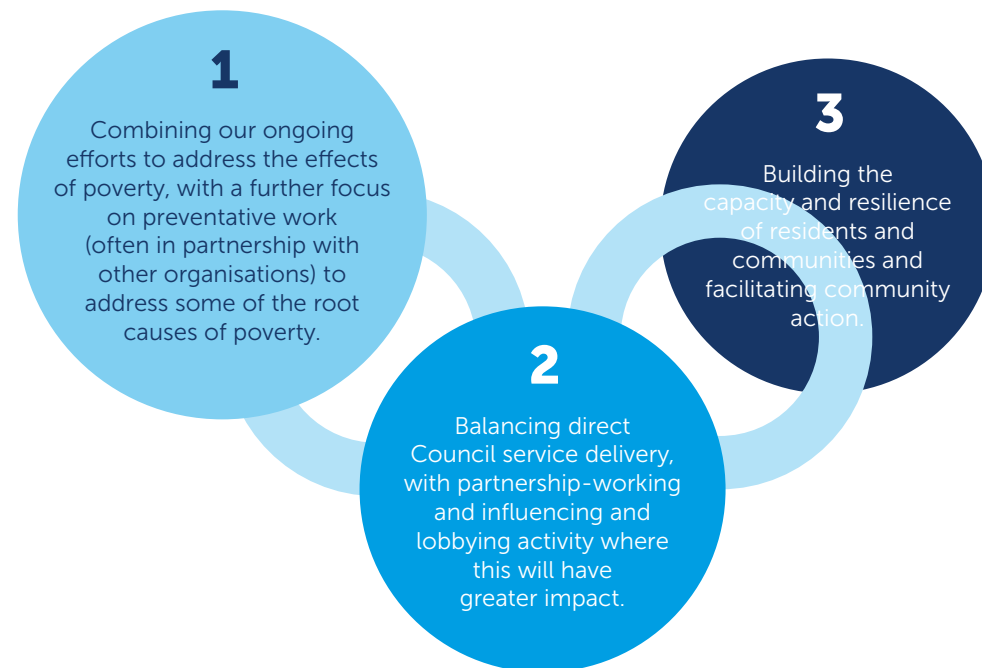 1
Combining our ongoing
efforts to address the effects
of poverty, with a further focus
on preventative work
(often in partnership with
other organisations) to
address some of the root
causes of poverty.
2
Balancing direct
Council service delivery,
with partnership-working
and influencing and
lobbying activity where
this will have
greater impact.
3
Building the
capacity and resilience
of residents and
communities and
facilitating community
action.